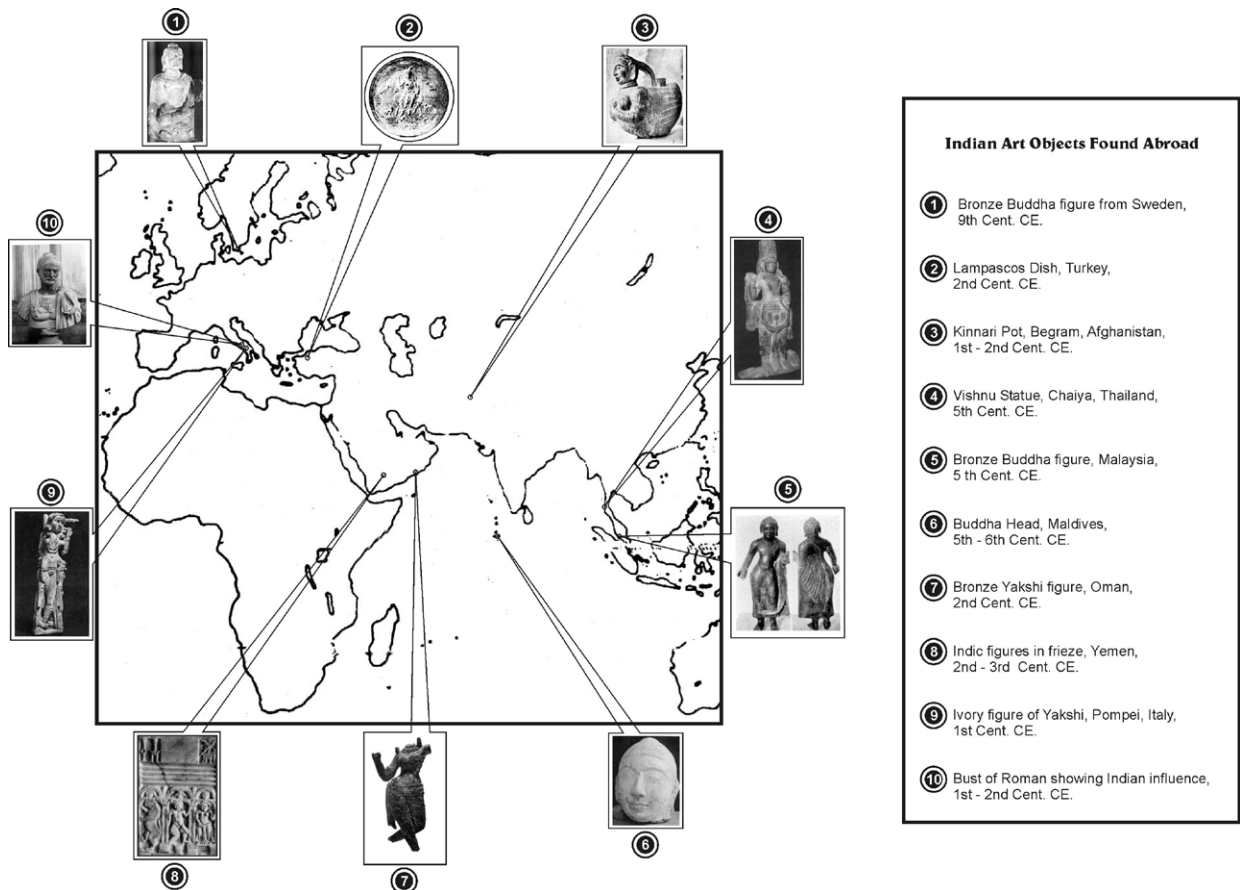 1
2
3
10
4
9
5
8
7
6
Indian Art Objects Found Abroad
1 Bronze Buddha figure from Sweden,
9th Cent. CE.
2 Lampascos Dish, Turkey,
2nd Cent. CE.
3 Kinnari Pot, Begram, Afghanistan,
1st - 2nd Cent. CE.
4 Vishnu Statue, Chaiya, Thailand,
5th Cent. CE.
5 Bronze Buddha figure, Malaysia,
5 th Cent. CE.
6 Buddha Head, Maldives,
5th - 6th Cent. CE.
7 Bronze Yakshi figure, Oman,
2nd Cent. CE.
8 Indic figures in frieze, Yemen,
2nd - 3rd Cent. CE.
9 Ivory figure of Yakshi, Pompei, Italy,
1st Cent. CE.
10 Bust of Roman showing Indian influence,
1st - 2nd Cent. CE.